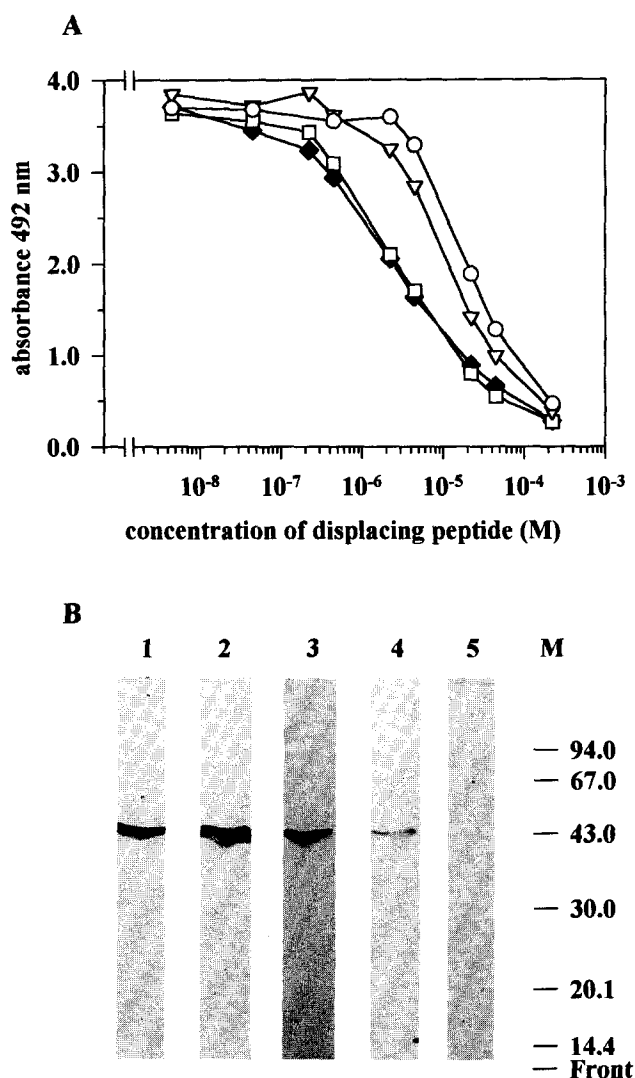 A
4.0
3.0
2.0
1.0
0.0
absorbance 492 nm
10⁻⁸ 10⁻⁷ 10⁻⁶ 10⁻⁵ 10⁻⁴ 10⁻³
concentration of displacing peptide (M)
B
1 2 3 4 5 M
94.0
67.0
43.0
30.0
20.1
14.4
Front